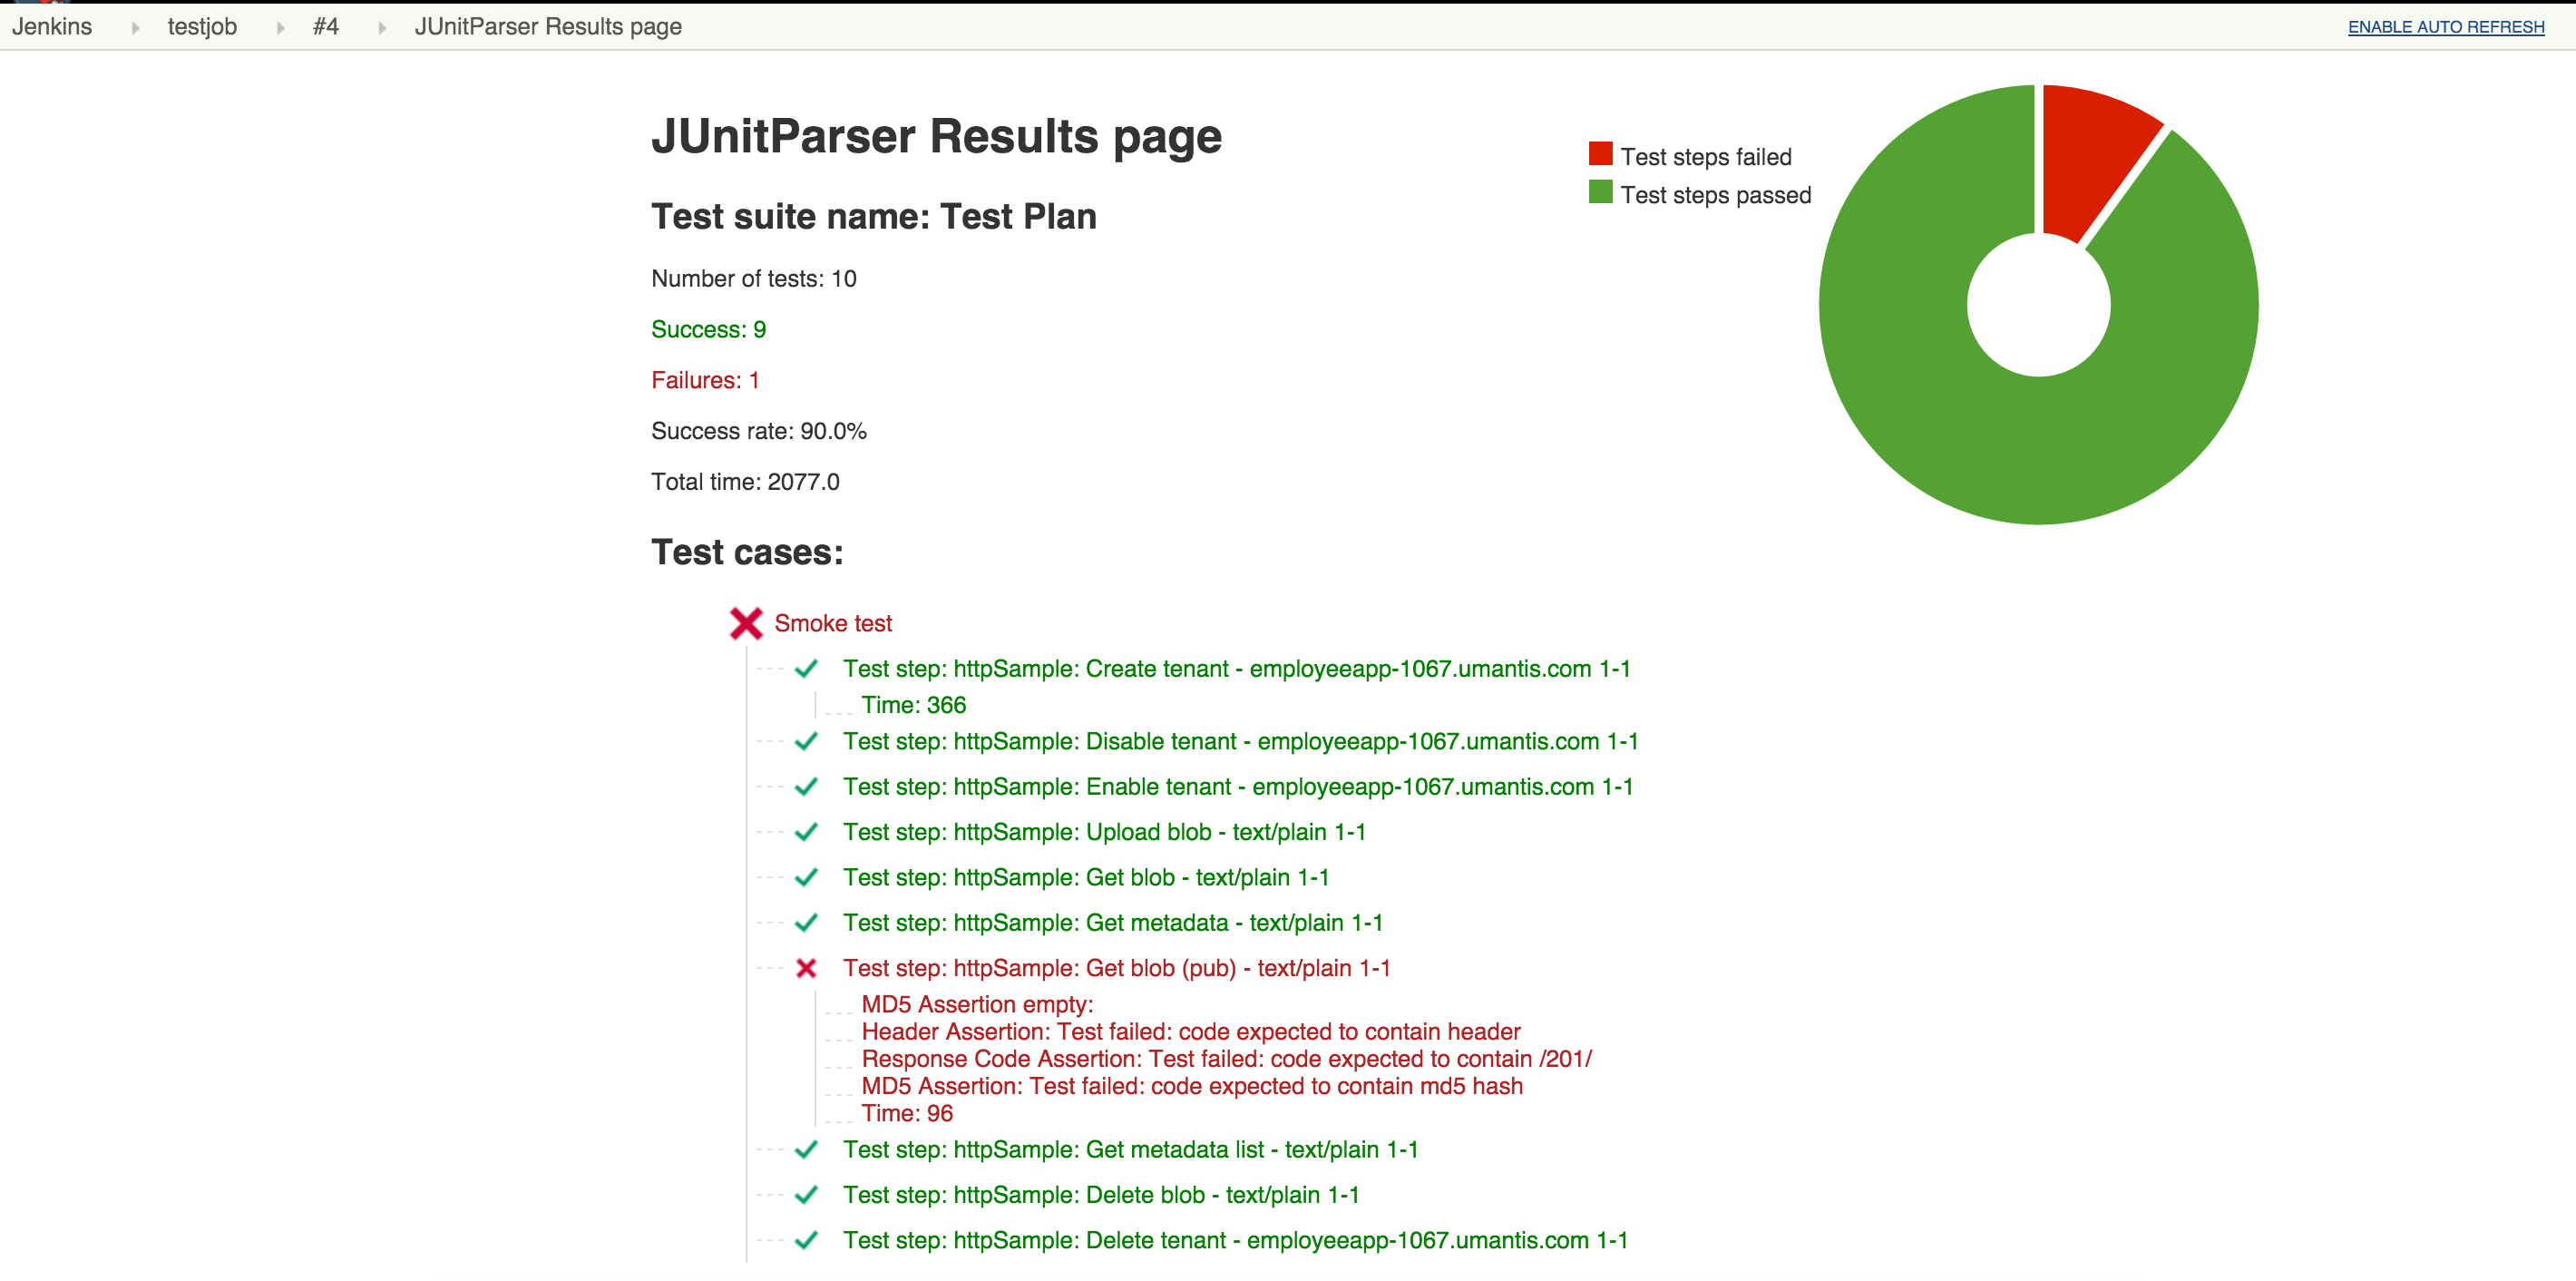 Jenkins testjob #4 JUnitParser Results page ENABLE AUTO REFRESH
JUnitParser Results page
Test steps failed
Test steps passed
Test suite name: Test Plan
Number of tests: 10
Success: 9
Failures: 1
Success rate: 90.0%
Total time: 2077.0
Test cases:
Smoke test
Test step: httpSample: Create tenant - employeeapp-1067.umantis.com 1-1
Time: 366
Test step: httpSample: Disable tenant - employeeapp-1067.umantis.com 1-1
Test step: httpSample: Enable tenant - employeeapp-1067.umantis.com 1-1
Test step: httpSample: Upload blob - text/plain 1-1
Test step: httpSample: Get blob - text/plain 1-1
Test step: httpSample: Get metadata - text/plain 1-1
Test step: httpSample: Get blob (pub) - text/plain 1-1
MD5 Assertion empty:
Header Assertion: Test failed: code expected to contain header
Response Code Assertion: Test failed: code expected to contain /201/
MD5 Assertion: Test failed: code expected to contain md5 hash
Time: 96
Test step: httpSample: Get metadata list - text/plain 1-1
Test step: httpSample: Delete blob - text/plain 1-1
Test step: httpSample: Delete tenant - employeeapp-1067.umantis.com 1-1